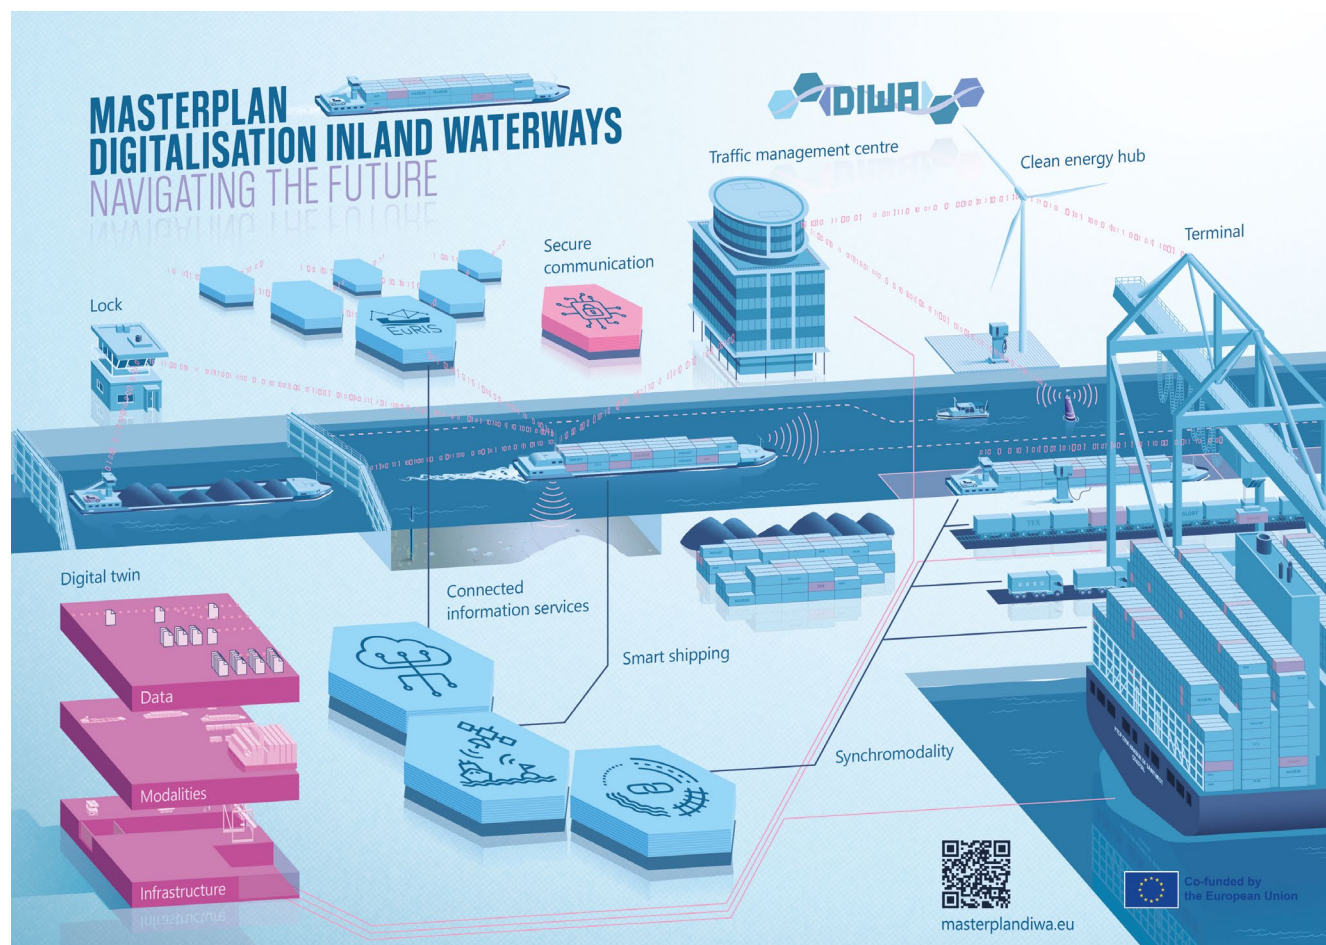 MASTERPLAN
DIGITALISATION INLAND WATERWAYS
NAVIGATING THE FUTURE
DIWA
Traffic management centre
Clean energy hub
Terminal
Secure
communication
Lock
EURIS
Digital twin
Data
Modalities
Infrastructure
Connected
information services
Smart shipping
Synchromodality
TEX
masterplandiwa.eu
Co-funded by
the European Union